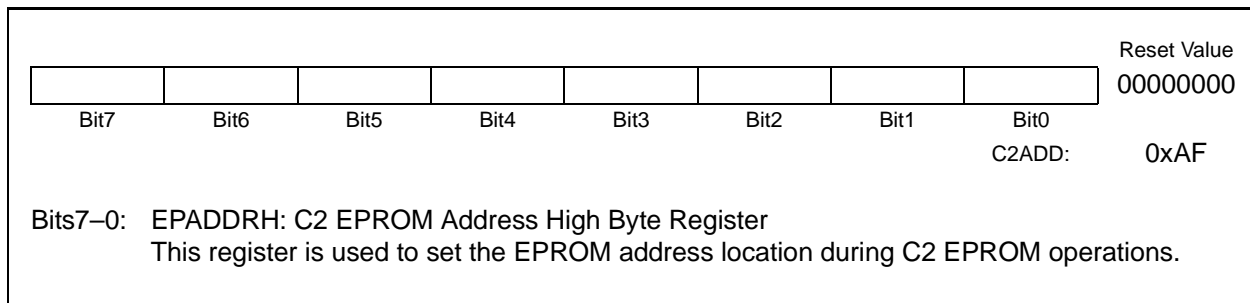 Reset Value
00000000
Bit7 Bit6 Bit5 Bit4 Bit3 Bit2 Bit1 Bit0
C2ADD: 0xAF
Bits7–0: EPADDRH: C2 EPROM Address High Byte Register
This register is used to set the EPROM address location during C2 EPROM operations.